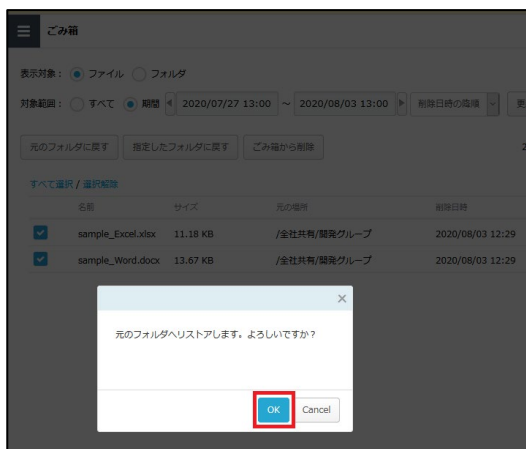 ごみ箱
表示対象： ファイル フォルダ
対象範囲： すべて 期間 2020/07/27 13:00 ～ 2020/08/03 13:00 削除日時の降順 更
元のフォルダに戻す 指定したフォルダに戻す ごみ箱から削除 2
すべて選択 / 選択解除
名前 サイズ 元の場所 削除日時
sample_Excel.xlsx 11.18 KB /全社共有/開発グループ 2020/08/03 12:29
sample_Word.docx 13.67 KB /全社共有/開発グループ 2020/08/03 12:29
元のフォルダへリストアします。よろしいですか？
OK Cancel